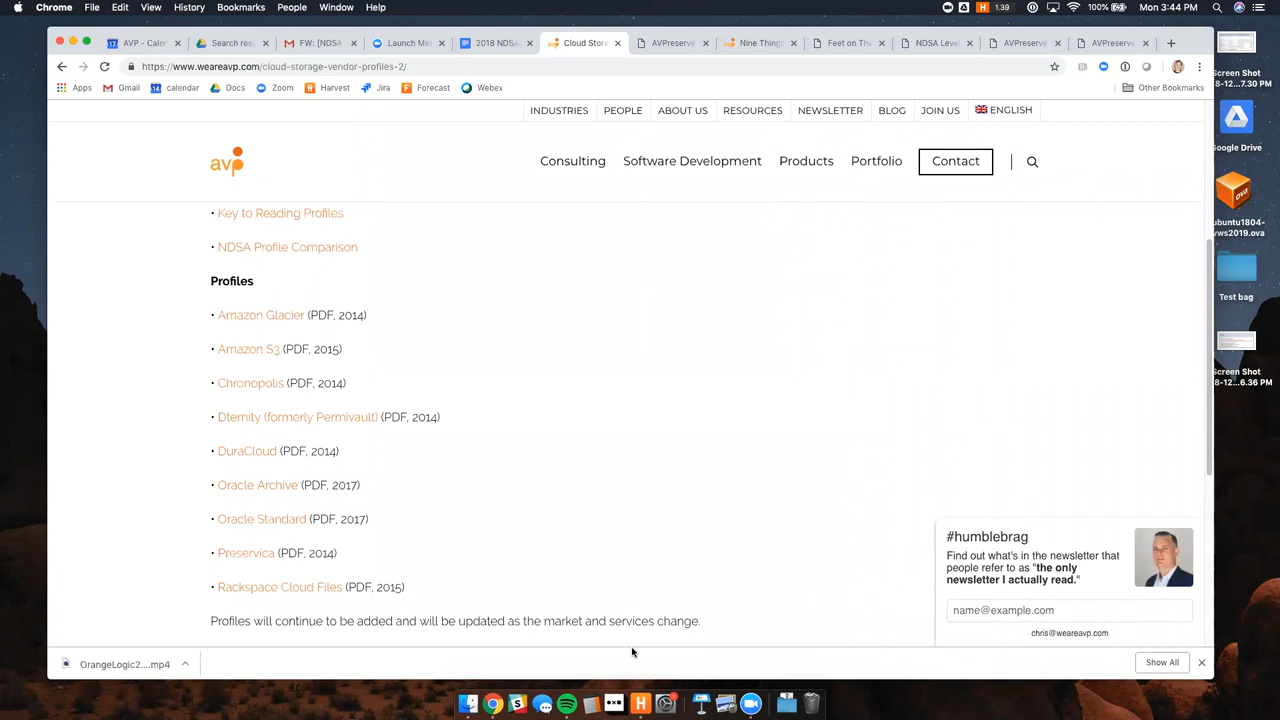 Chrome File Edit View History Bookmarks People Window Help
1.39 100% Mon 3:44 PM
AVP - Calen Search res FW: [NDSA Launch Me 2018 NDS Cloud Stor AVPreserve Nine Thing Feet on Th NDSA Leve AVPreserve AVPreserve
https://www.weareavp.com/cloud-storage-vendor-profiles-2/
Apps Gmail calendar Docs Zoom Harvest Jira Forecast Webex Other Bookmarks
INDUSTRIES PEOPLE ABOUT US RESOURCES NEWSLETTER BLOG JOIN US ENGLISH
avp Consulting Software Development Products Portfolio Contact
• Key to Reading Profiles
• NDSA Profile Comparison
Profiles
• Amazon Glacier (PDF, 2014)
• Amazon S3 (PDF, 2015)
• Chronopolis (PDF, 2014)
• Dternity (formerly Permivault) (PDF, 2014)
• DuraCloud (PDF, 2014)
• Oracle Archive (PDF, 2017)
• Oracle Standard (PDF, 2017)
• Preservica (PDF, 2014)
• Rackspace Cloud Files (PDF, 2015)
Profiles will continue to be added and will be updated as the market and services change.
#humblebrag
Find out what's in the newsletter that
people refer to as "the only
newsletter I actually read."
name@example.com
chris@weareavp.com
OrangeLogic2....mp4 Show All
Screen Shot
8-12...7.30 PM
Google Drive
ova
ubuntu1804-
vws2019.ova
Test bag
Screen Shot
8-12...6.36 PM